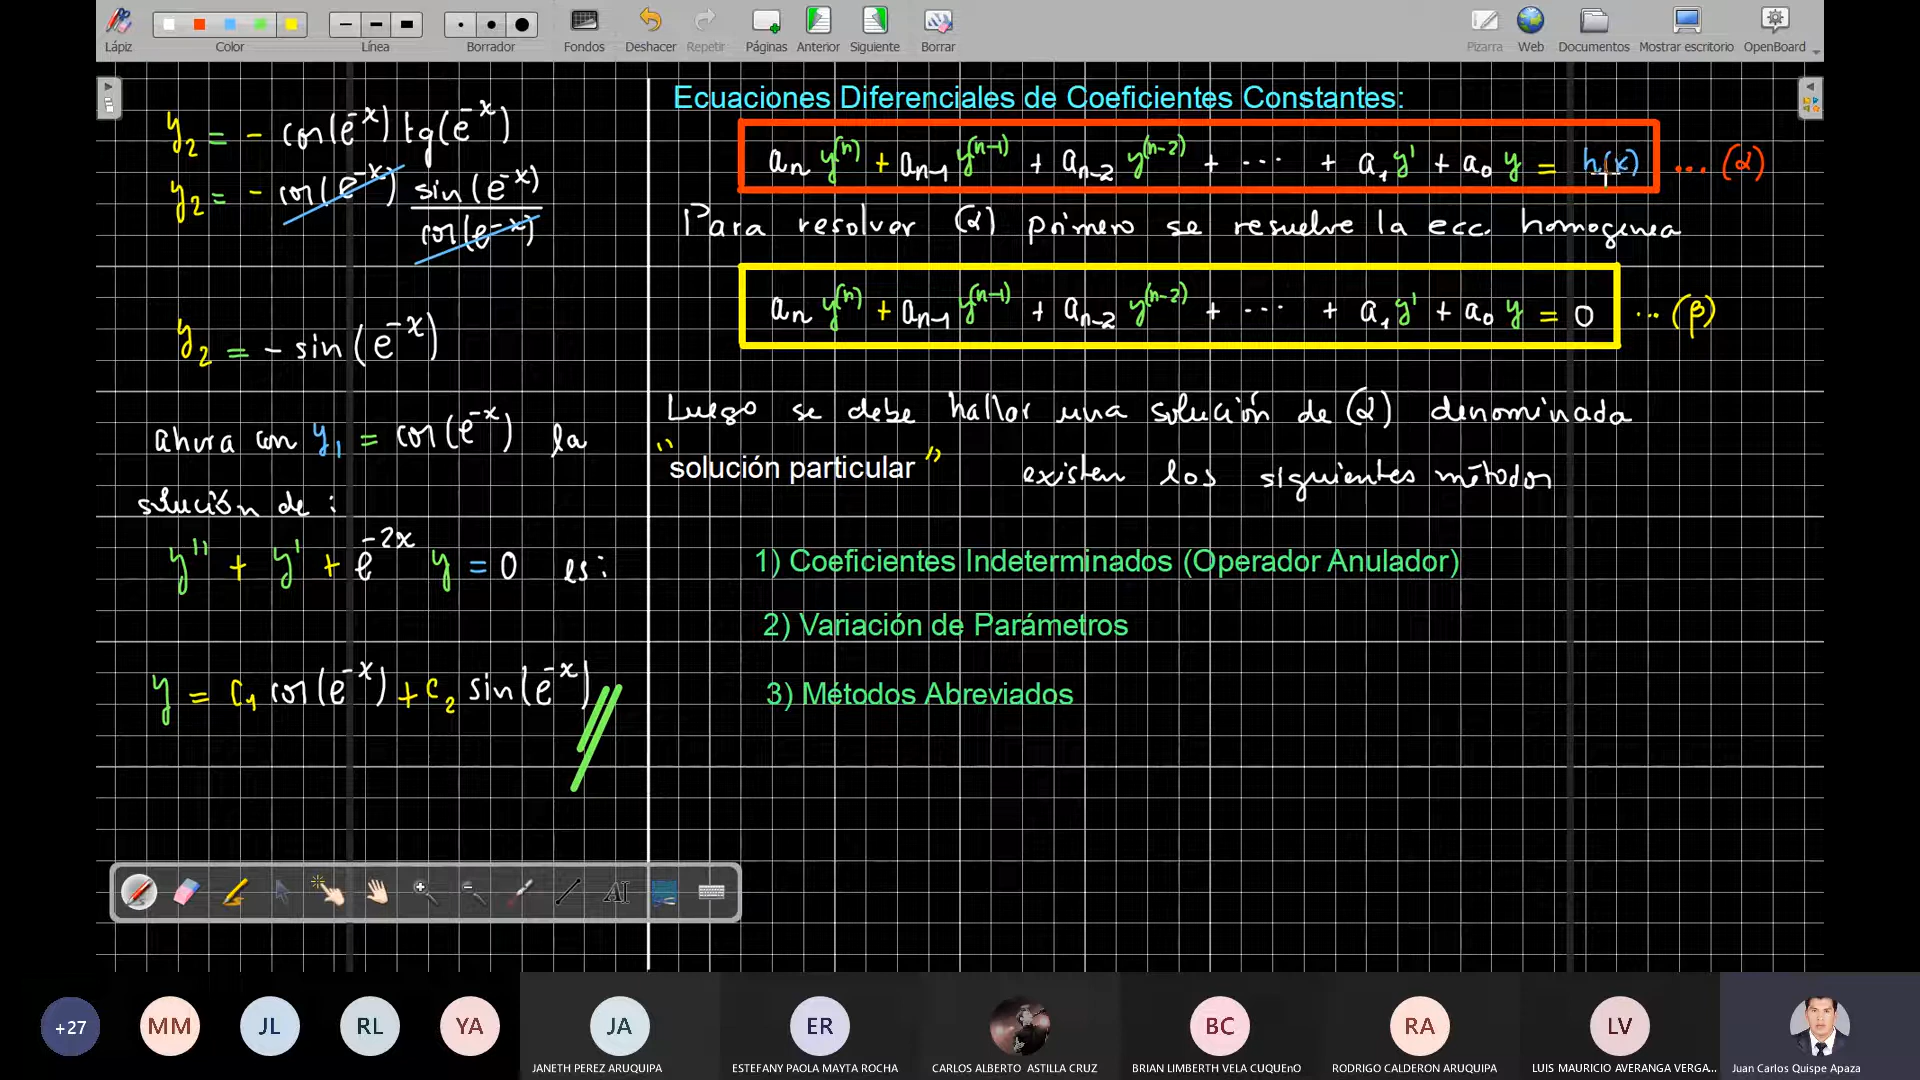 Lápiz
Color
Línea
Borrador
Fondos
Deshacer
Repetir
Páginas
Anterior
Siguiente
Borrar
Pizarra
Web
Documentos
Mostrar escritorio
OpenBoard
y₂ = - cos(e^{-x}) tg(e^{-x})
y₂ = - cos(e^{-x}) sin(e^{-x}) / cos(e^{-x})
y₂ = - sin(e^{-x})
ahora con y₁ = cos(e^{-x}) la
solución de :
y'' + y' + e^{-2x} y = 0 es:
y = c₁ cos(e^{-x}) + c₂ sin(e^{-x})
Ecuaciones Diferenciales de Coeficientes Constantes:
aₙ y^{(n)} + aₙ₋₁ y^{(n-1)} + aₙ₋₂ y^{(n-2)} + ... + a₁ y' + a₀ y = h(x) ... (α)
Para resolver (α) primero se resuelve la ecc. homogenea
aₙ y^{(n)} + aₙ₋₁ y^{(n-1)} + aₙ₋₂ y^{(n-2)} + ... + a₁ y' + a₀ y = 0 ... (β)
Luego se debe hallar una solución de (α) denominada
"solución particular" existen los siguientes métodos
1) Coeficientes Indeterminados (Operador Anulador)
2) Variación de Parámetros
3) Métodos Abreviados
+27
MM
JL
RL
YA
JA
ER
BC
RA
LV
JANETH PEREZ ARUQUIPA
ESTEFANY PAOLA MAYTA ROCHA
CARLOS ALBERTO ASTILLA CRUZ
BRIAN LIMBERTH VELA CUQUEnO
RODRIGO CALDERON ARUQUIPA
LUIS MAURICIO AVERANGA VERGA...
Juan Carlos Quispe Apaza